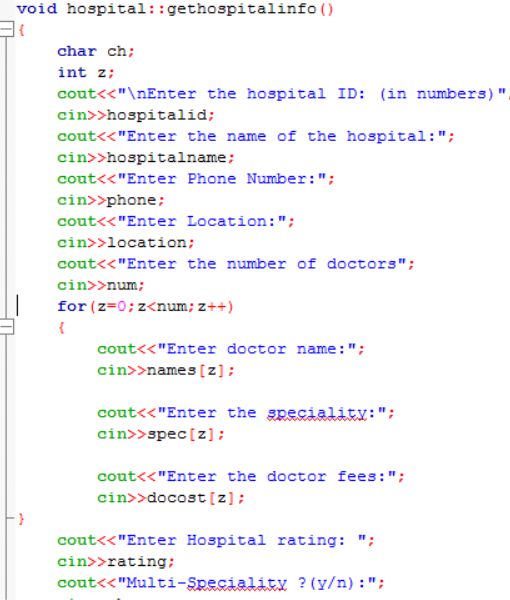 void hospital::gethospitalinfo()
{
char ch;
int z;
cout<<"\nEnter the hospital ID: (in numbers)"
cin>>hospitalid;
cout<<"Enter the name of the hospital:";
cin>>hospitalname;
cout<<"Enter Phone Number:";
cin>>phone;
cout<<"Enter Location:";
cin>>location;
cout<<"Enter the number of doctors";
cin>>num;
for(z=0;z<num;z++)
{
cout<<"Enter doctor name:";
cin>>names[z];
cout<<"Enter the speciality:";
cin>>spec[z];
cout<<"Enter the doctor fees:";
cin>>docost[z];
}
cout<<"Enter Hospital rating: ";
cin>>rating;
cout<<"Multi-Speciality ?(y/n):";